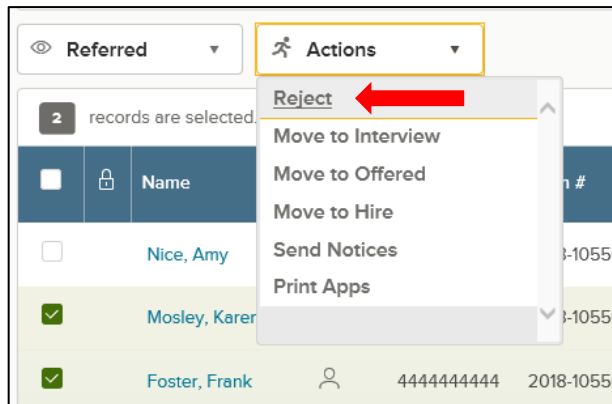 Referred Actions
Reject
2 records are selected.
Move to Interview
Name
Move to Offered
Move to Hire
Nice, Amy
Send Notices
Print Apps
Mosley, Karen
Foster, Frank 4444444444 2018-1055